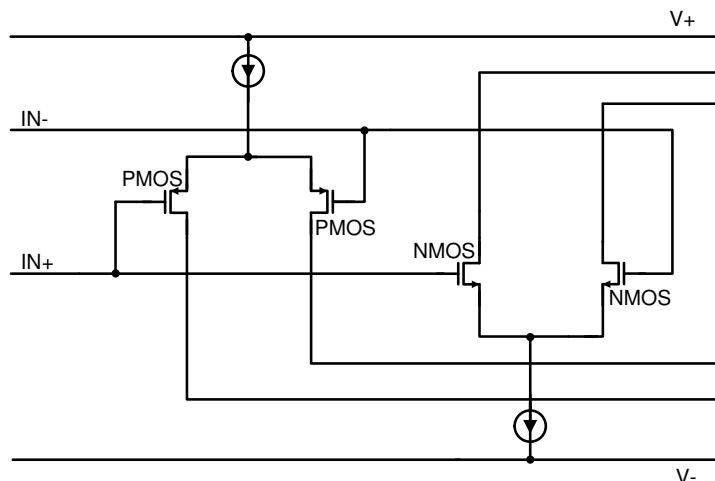 V+
IN-
PMOS
PMOS
IN+
NMOS
NMOS
V-